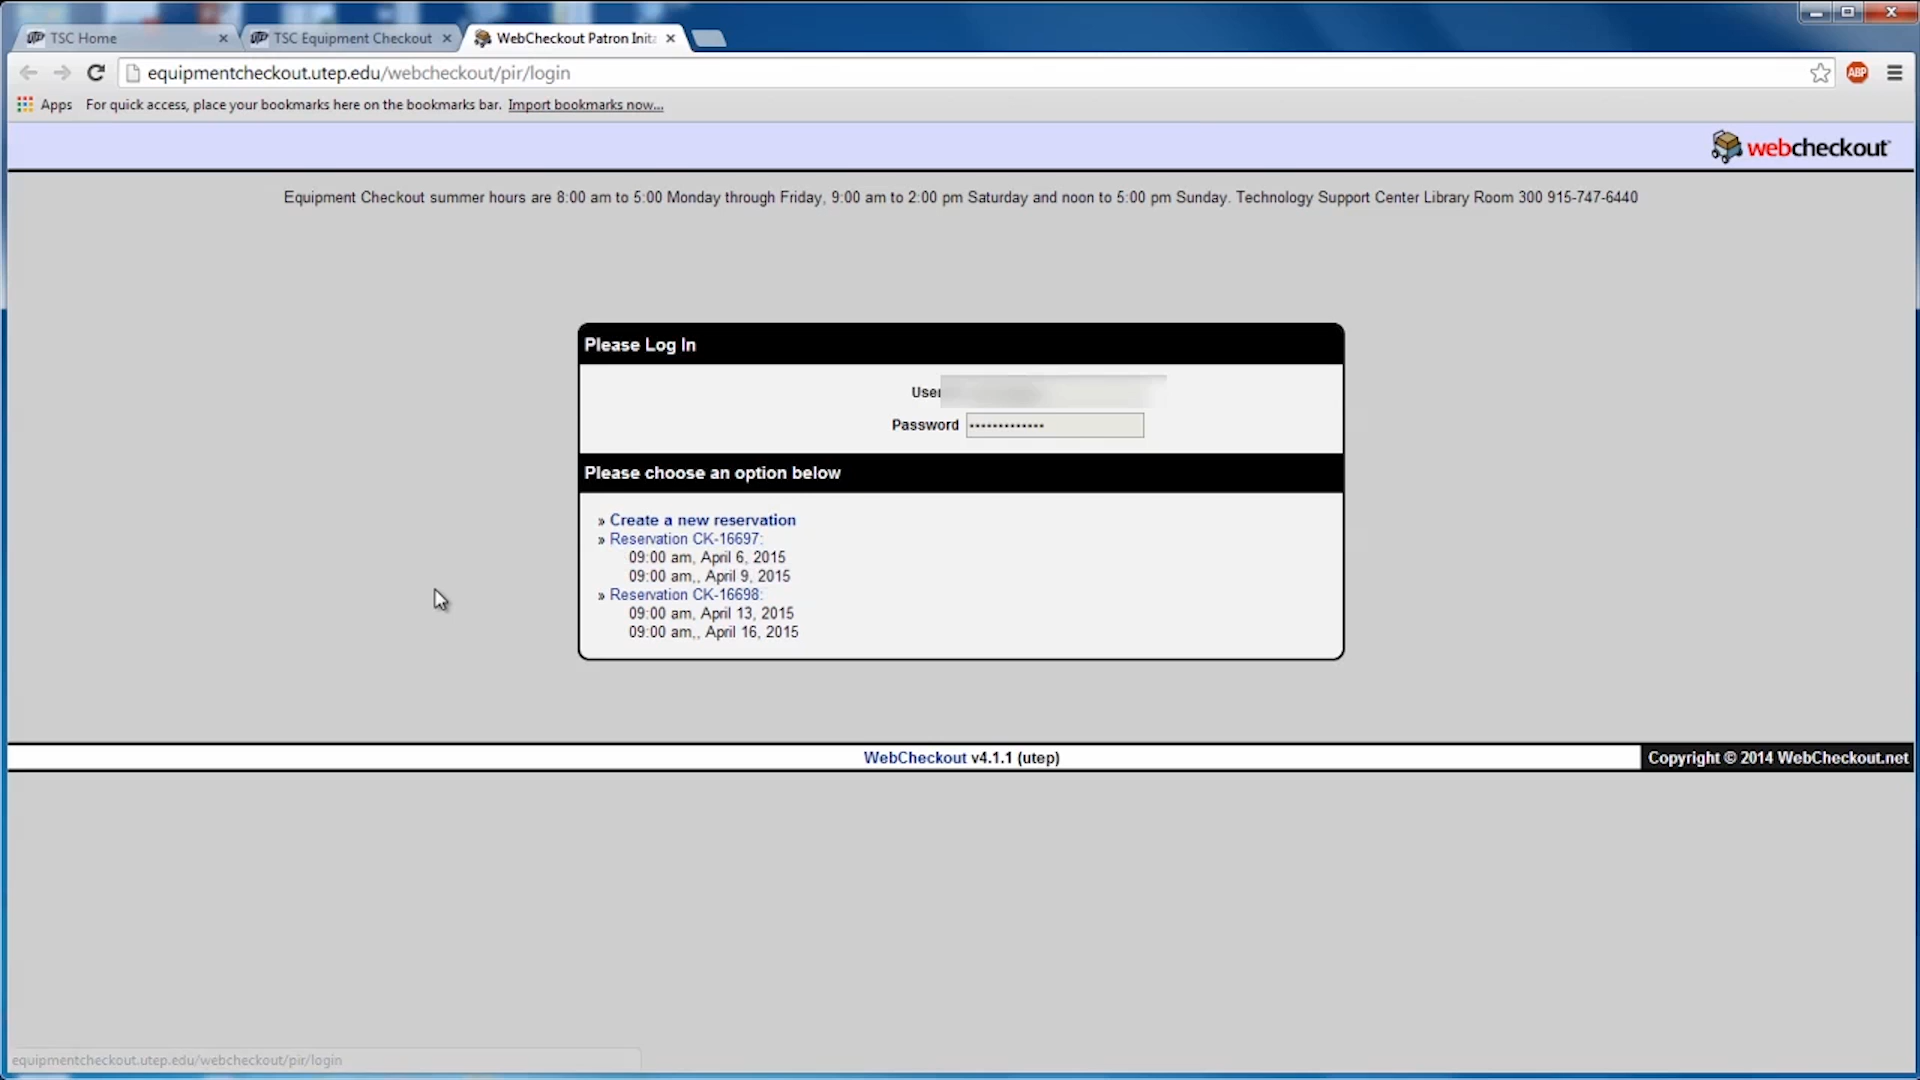 TSC Home
TSC Equipment Checkout
WebCheckout Patron Inita
equipmentcheckout.utep.edu/webcheckout/pir/login
ABP
Apps For quick access, place your bookmarks here on the bookmarks bar. Import bookmarks now...
webcheckout
Equipment Checkout summer hours are 8:00 am to 5:00 Monday through Friday, 9:00 am to 2:00 pm Saturday and noon to 5:00 pm Sunday. Technology Support Center Library Room 300 915-747-6440
Please Log In
User
Password •••••••••••••
Please choose an option below
» Create a new reservation
» Reservation CK-16697:
09:00 am, April 6, 2015
09:00 am,, April 9, 2015
» Reservation CK-16698:
09:00 am, April 13, 2015
09:00 am,, April 16, 2015
WebCheckout v4.1.1 (utep)
Copyright © 2014 WebCheckout.net
equipmentcheckout.utep.edu/webcheckout/pir/login